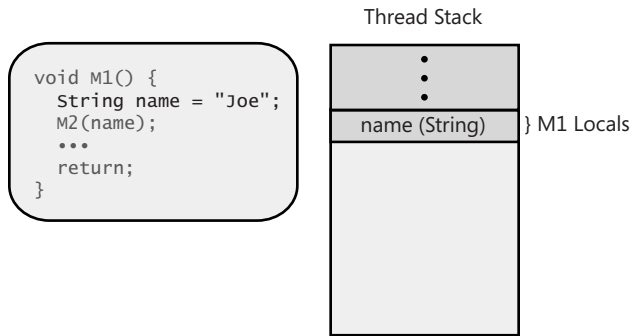 Thread Stack
void M1() {
String name = "Joe";
M2(name);
•••
return;
}
name (String)
} M1 Locals